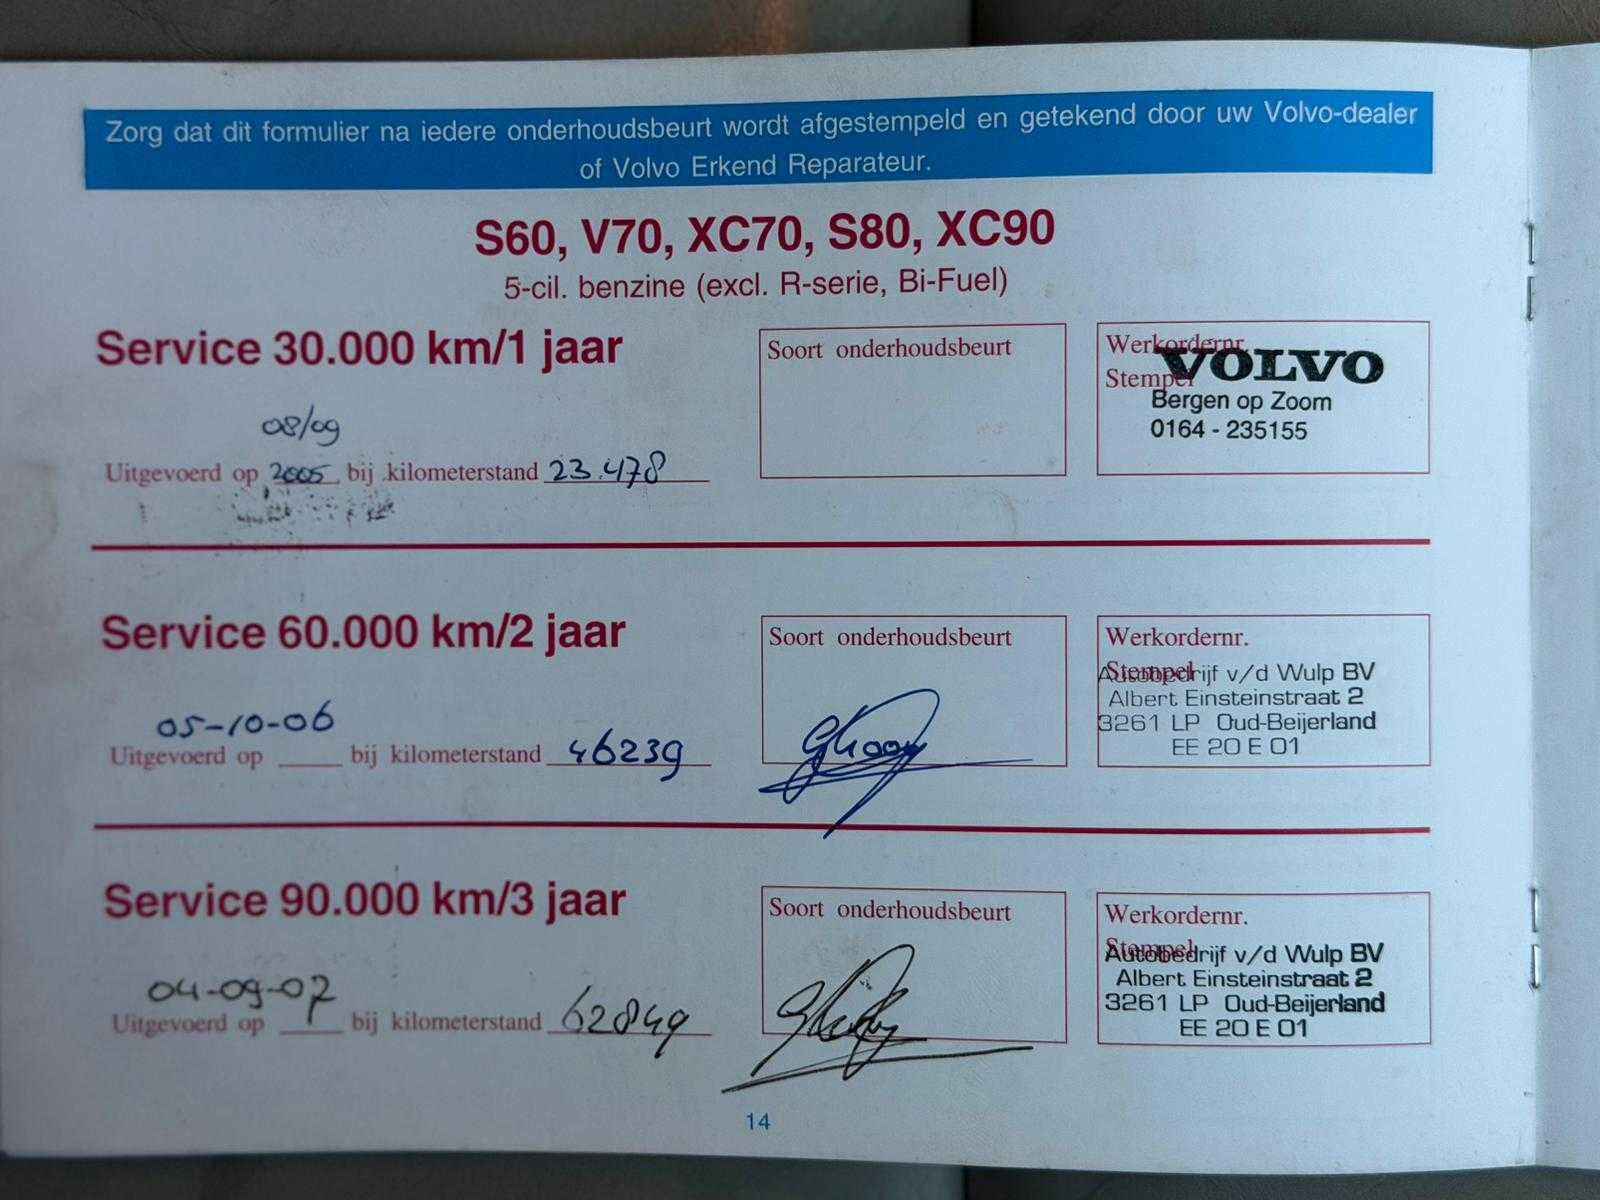 Zorg dat dit formulier na iedere onderhoudsbeurt wordt afgestempeld en getekend door uw Volvo-dealer
of Volvo Erkend Reparateur.
S60, V70, XC70, S80, XC90
5-cil. benzine (excl. R-serie, Bi-Fuel)
Service 30.000 km/1 jaar
Soort onderhoudsbeurt
Werkordernr.
Stempel
VOLVO
Bergen op Zoom
0164 - 235155
08/09
Uitgevoerd op 2005 bij kilometerstand 23.478
Service 60.000 km/2 jaar
Soort onderhoudsbeurt
Werkordernr.
Stempel
Autobedrijf v/d Wulp BV
Albert Einsteinstraat 2
3261 LP Oud-Beijerland
EE 20 E 01
05-10-06
Uitgevoerd op bij kilometerstand 46239
Service 90.000 km/3 jaar
Soort onderhoudsbeurt
Werkordernr.
Stempel
Autobedrijf v/d Wulp BV
Albert Einsteinstraat 2
3261 LP Oud-Beijerland
EE 20 E 01
04-09-07
Uitgevoerd op bij kilometerstand 62849
14